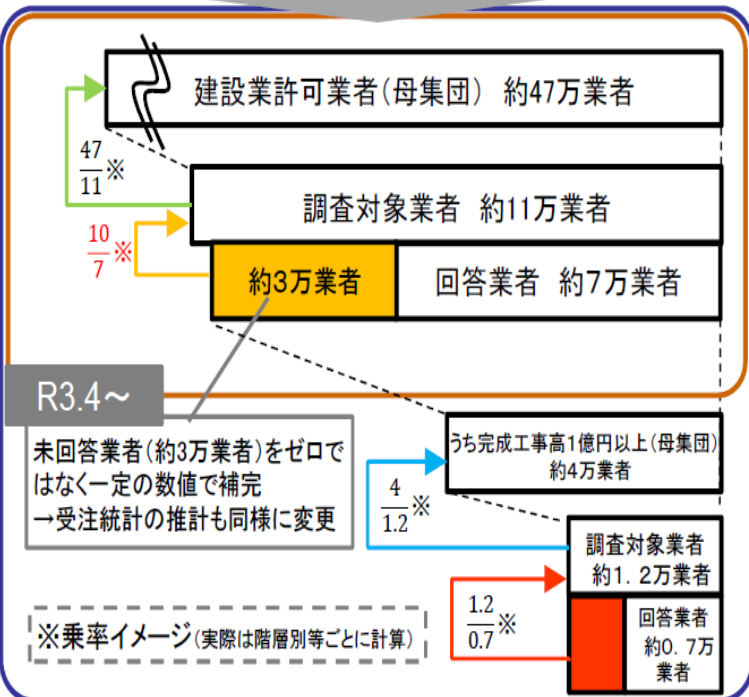 建設業許可業者(母集団) 約47万業者
47
11
※
調査対象業者 約11万業者
10
7
※
約3万業者
回答業者 約7万業者
R3.4～
未回答業者(約3万業者)をゼロで
はなく一定の数値で補完
→受注統計の推計も同様に変更
うち完成工事高1億円以上(母集団)
約4万業者
4
1.2
※
調査対象業者
約1.2万業者
1.2
0.7
※
回答業者
約0.7万
業者
※乗率イメージ(実際は階層別等ごとに計算)